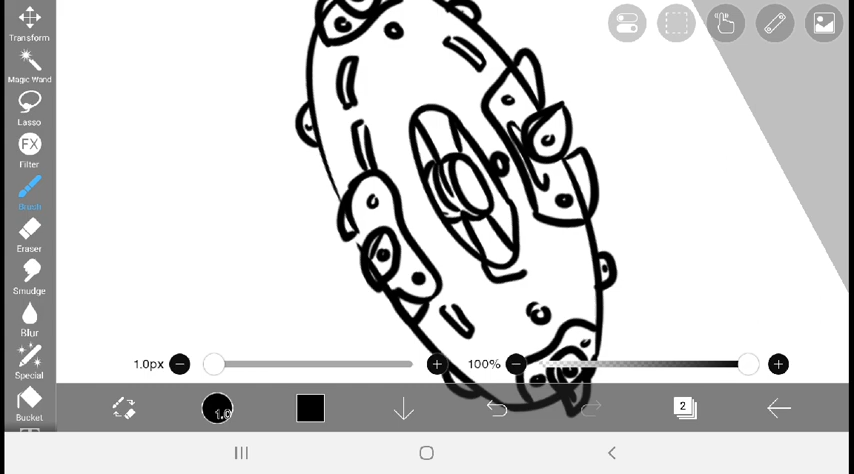 Transform
Magic Wand
Lasso
FX
Filter
Brush
Eraser
Smudge
Blur
Special
Bucket
1.0px
100%
1.0
2